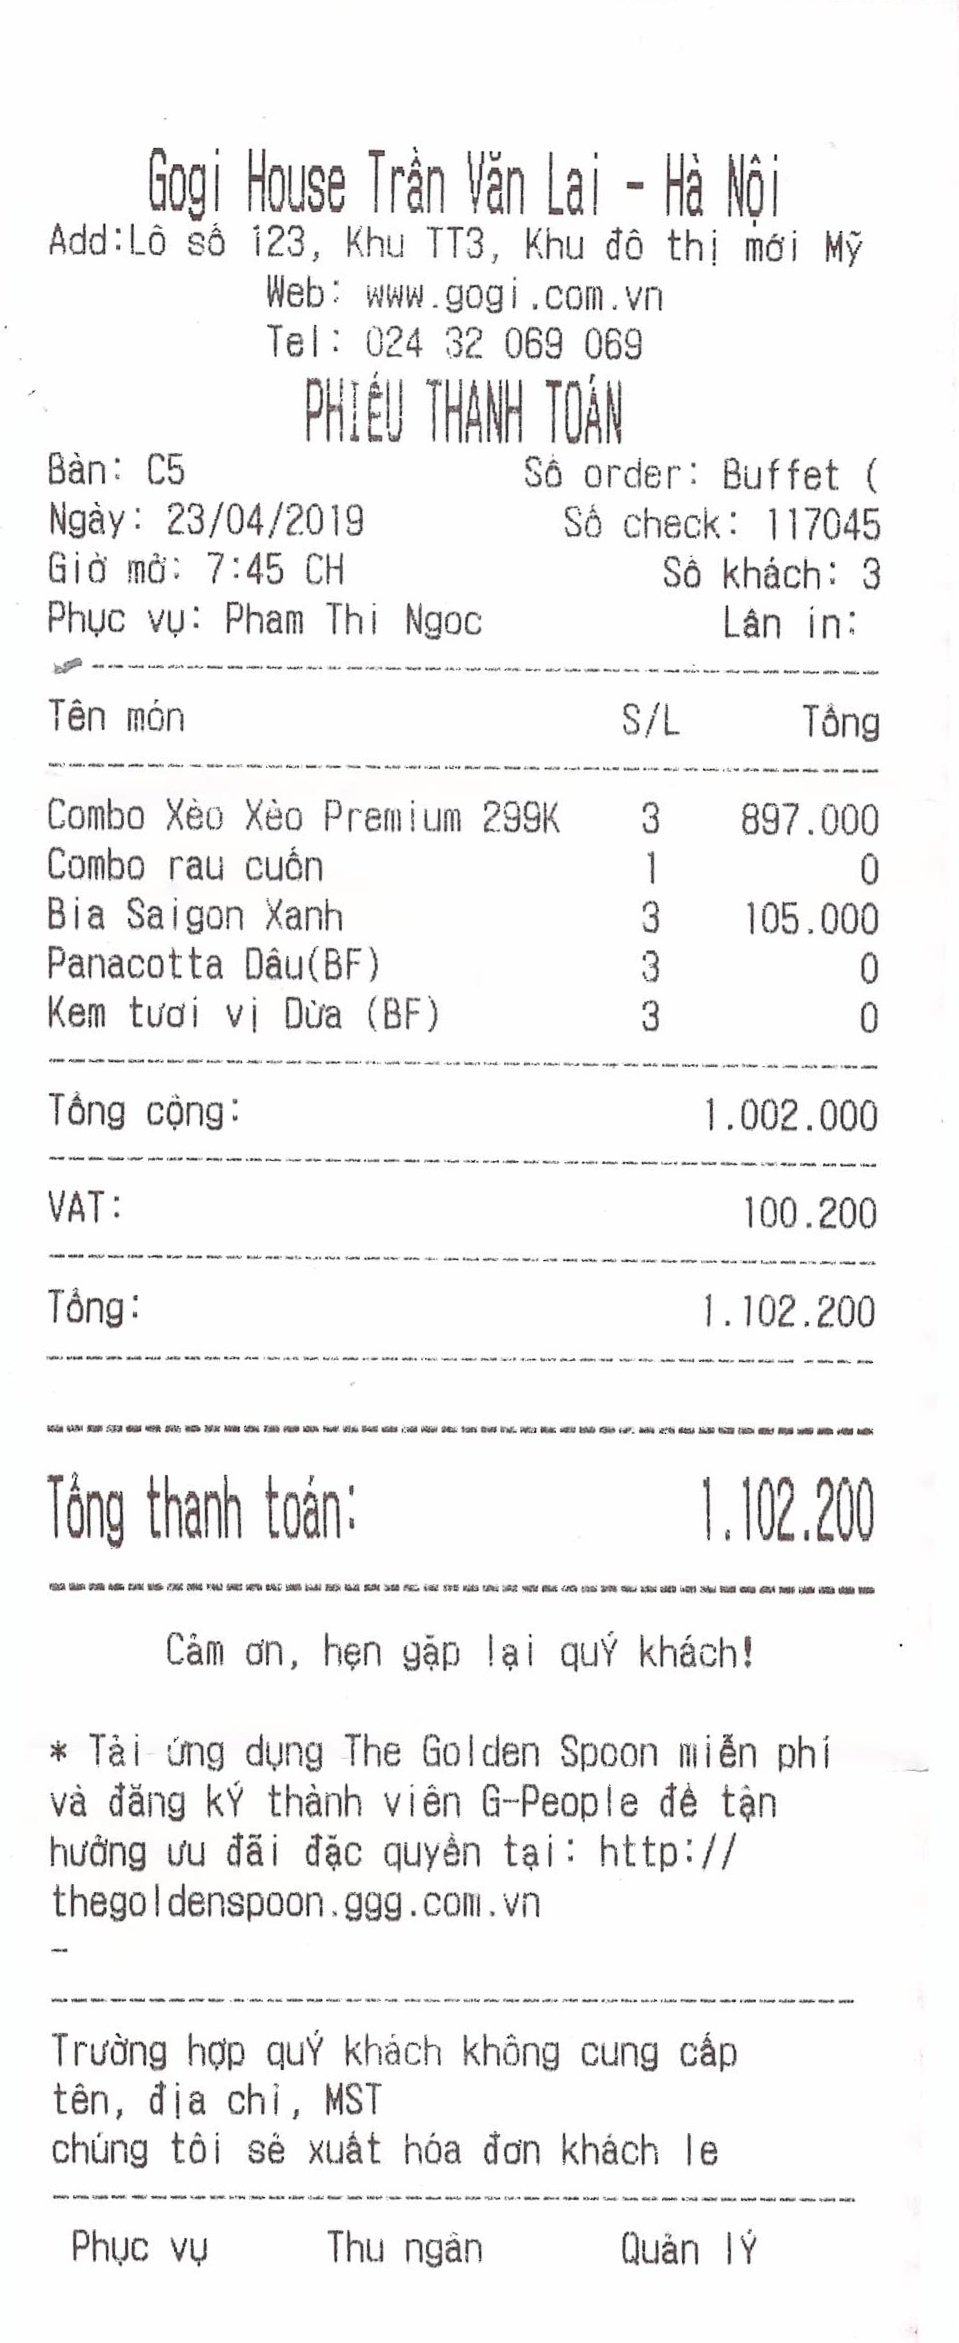 Gogi House Trần Văn Lai - Hà Nội
Add:Lô số 123, Khu TT3, Khu đô thị mới Mỹ
Web: www.gogi.com.vn
Tel: 024 32 069 069
PHIẾU THANH TOÁN
Bàn: C5 Số order: Buffet (
Ngày: 23/04/2019 Số check: 117045
Giờ mở: 7:45 CH Số khách: 3
Phục vụ: Pham Thi Ngoc Lần in:
Tên món S/L Tổng
Combo Xèo Xèo Premium 299K 3 897.000
Combo rau cuốn 1 0
Bia Saigon Xanh 3 105.000
Panacotta Dâu(BF) 3 0
Kem tươi vị Dừa (BF) 3 0
Tổng cộng: 1.002.000
VAT: 100.200
Tổng: 1.102.200
Tổng thanh toán: 1.102.200
Cảm ơn, hẹn gặp lại quÝ khách!
* Tải ứng dụng The Golden Spoon miễn phí
và đăng kÝ thành viên G-People để tận
hưởng ưu đãi đặc quyền tại: http://
thegoldenspoon.ggg.com.vn
-
Trường hợp quÝ khách không cung cấp
tên, địa chỉ, MST
chúng tôi sẽ xuất hóa đơn khách le
Phục vụ Thu ngân Quản lÝ